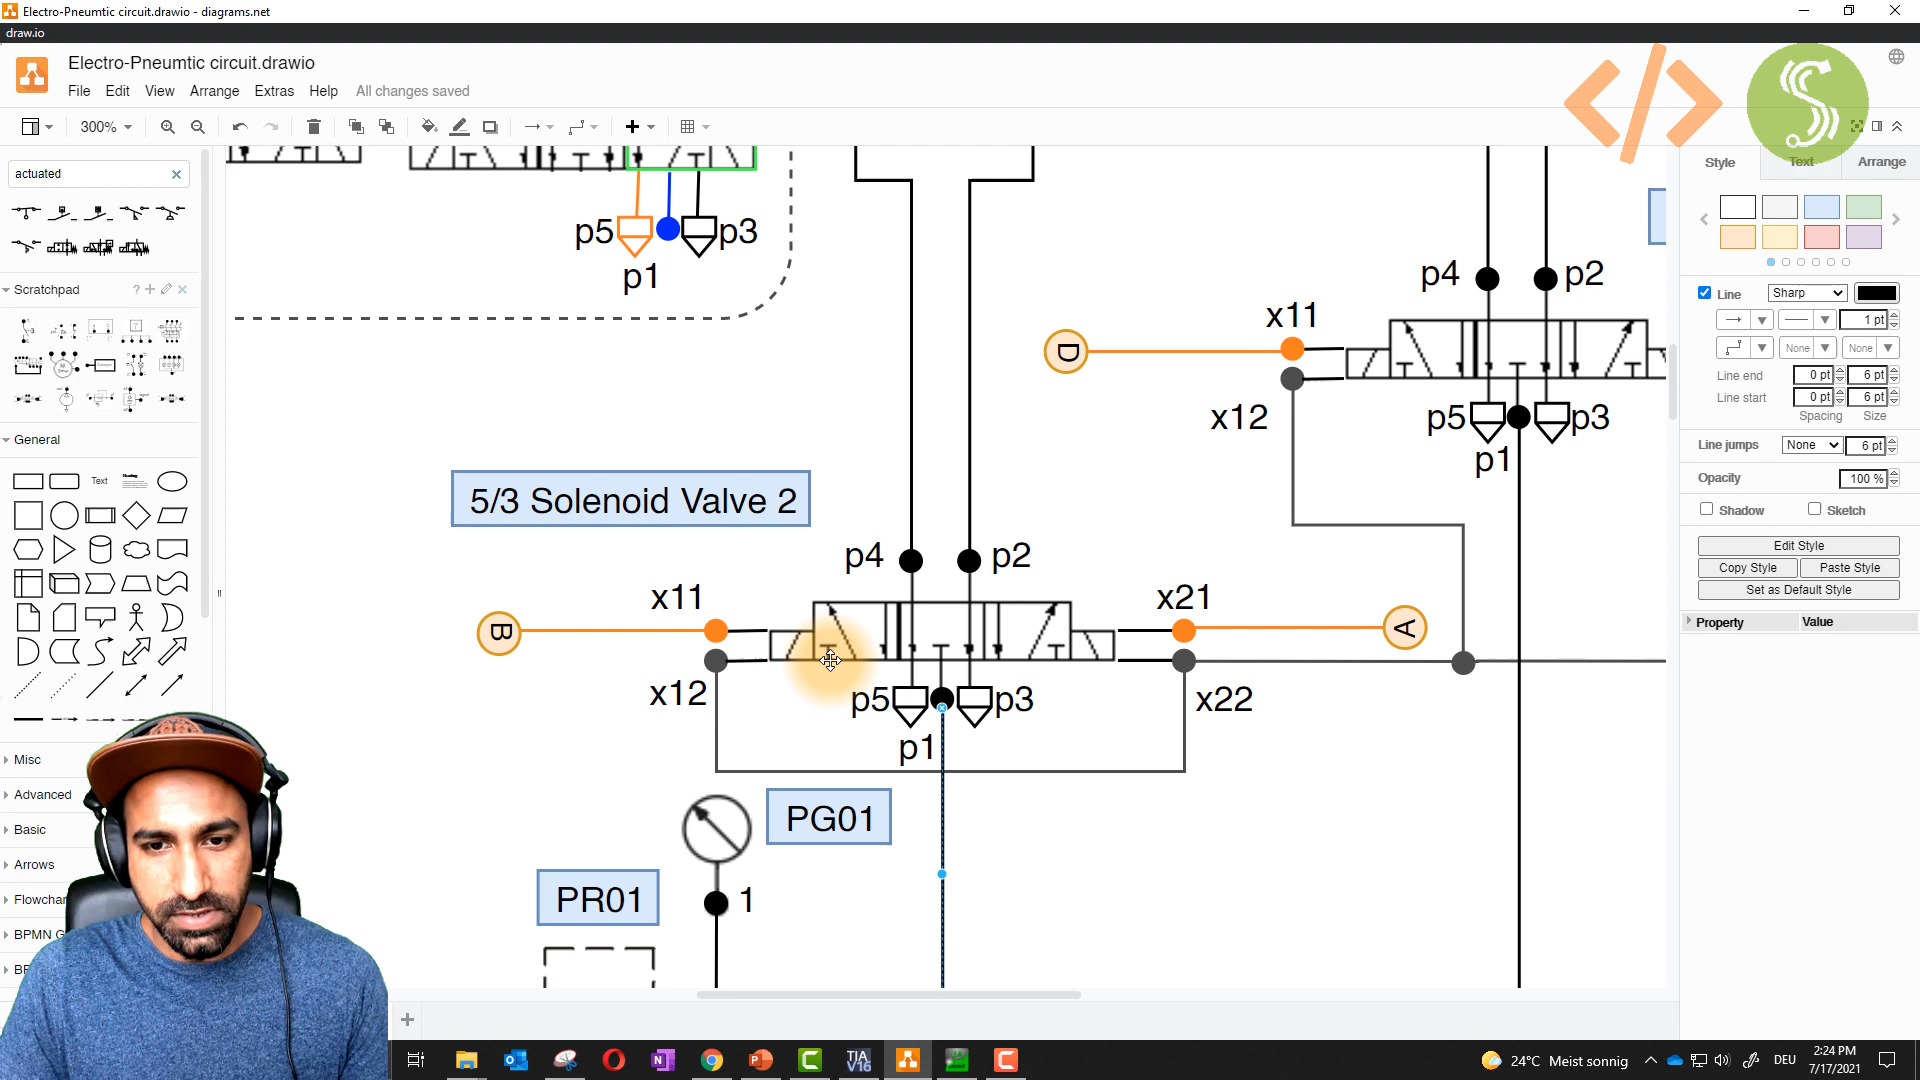 Electro-Pneumtic circuit.drawio - diagrams.net
draw.io
Electro-Pneumtic circuit.drawio
File Edit View Arrange Extras Help All changes saved
300%
actuated
Scratchpad
General
Text
Misc
Advanced
Basic
Arrows
Flowchar
BPMN G
p5
p3
p1
5/3 Solenoid Valve 2
p4
p2
x11
x21
B
A
x12
p5
p3
x22
p1
PG01
PR01
1
p4
p2
x11
D
x12
p5
p3
p1
Style Text Arrange
Line Sharp
1 pt
None None
Line end 0 pt 6 pt
Line start 0 pt 6 pt
Spacing Size
Line jumps None 6 pt
Opacity 100 %
Shadow Sketch
Edit Style
Copy Style Paste Style
Set as Default Style
Property Value
TIA
V16
24°C Meist sonnig
DEU
2:24 PM
7/17/2021